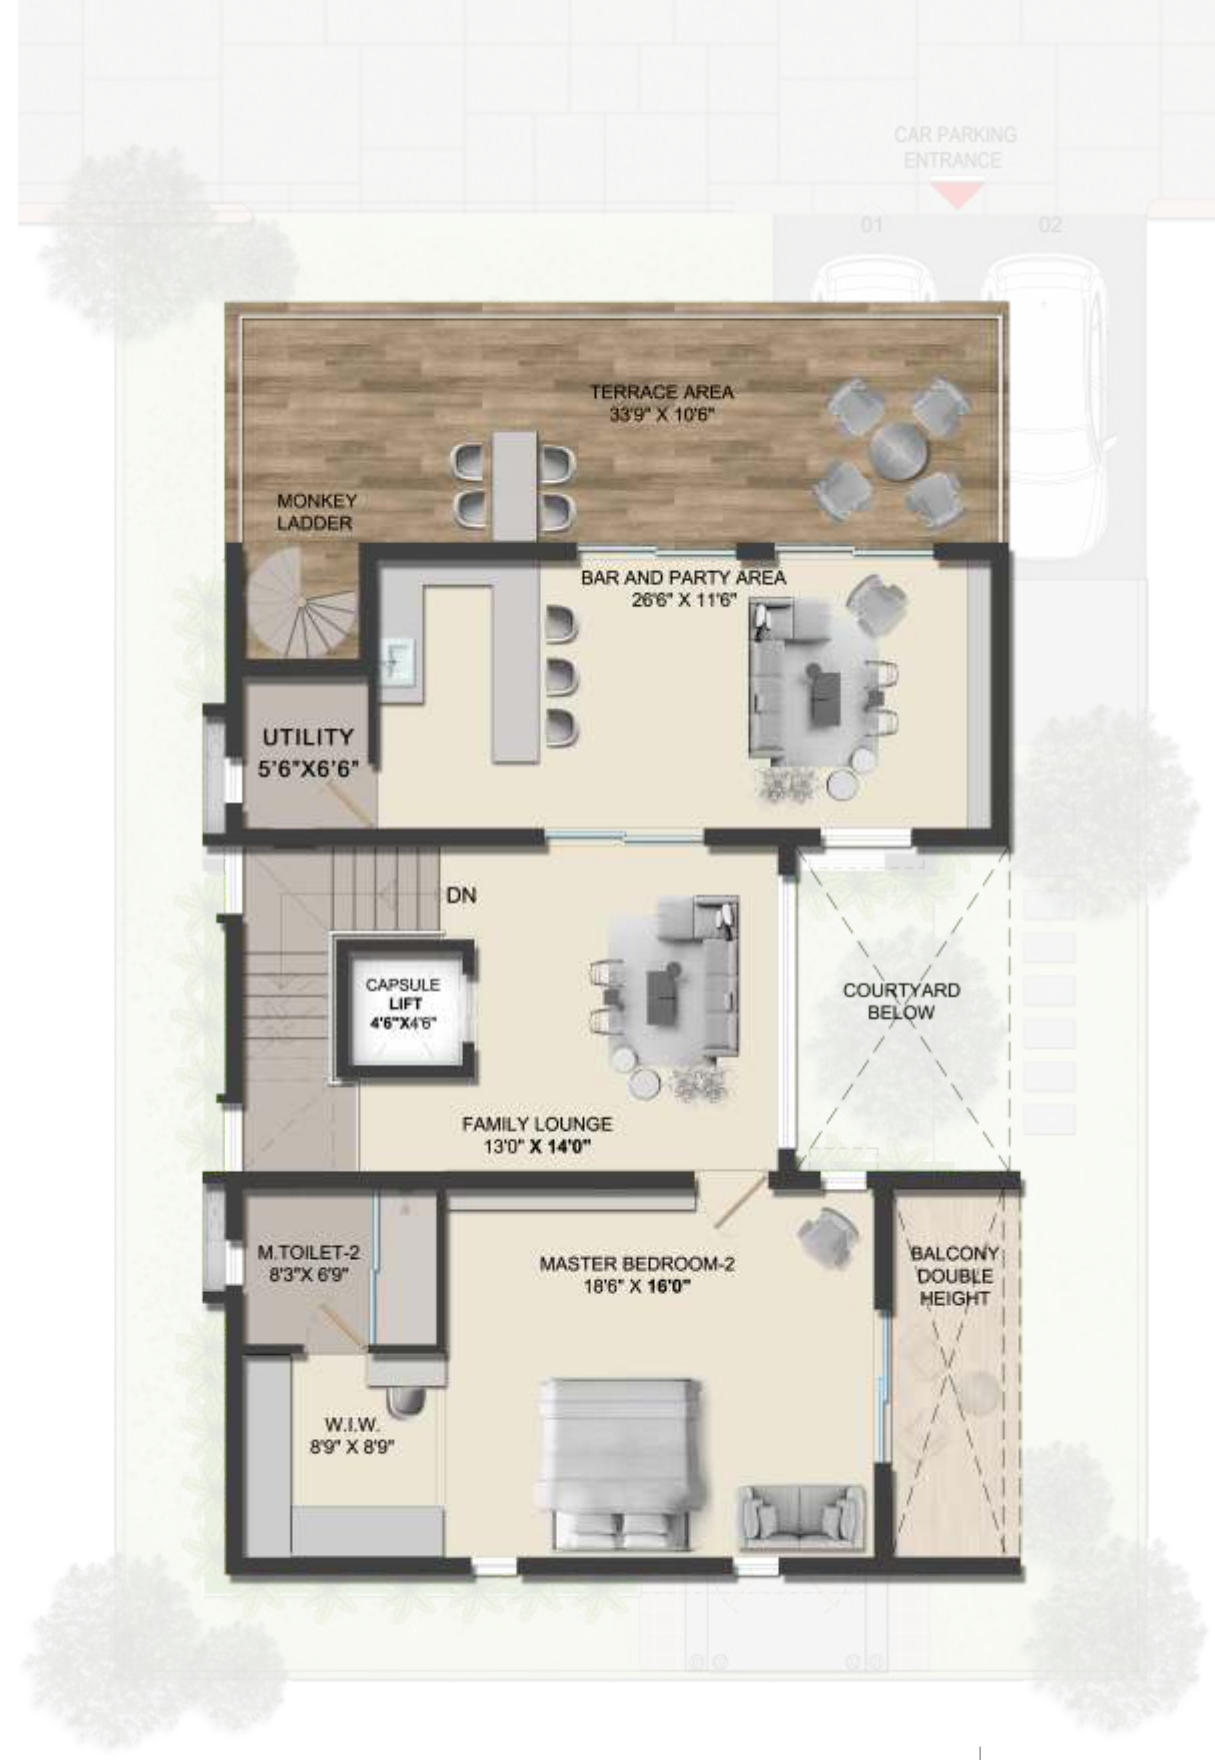 CAR PARKING
ENTRANCE
01
02
TERRACE AREA
33'9" X 10'6"
MONKEY
LADDER
BAR AND PARTY AREA
26'6" X 11'6"
UTILITY
5'6"X6'6"
DN
CAPSULE
LIFT
4'6"X4'6"
COURTYARD
BELOW
FAMILY LOUNGE
13'0" X 14'0"
M.TOILET-2
8'3"X 6'9"
MASTER BEDROOM-2
18'6" X 16'0"
BALCONY
DOUBLE
HEIGHT
W.I.W.
8'9" X 8'9"